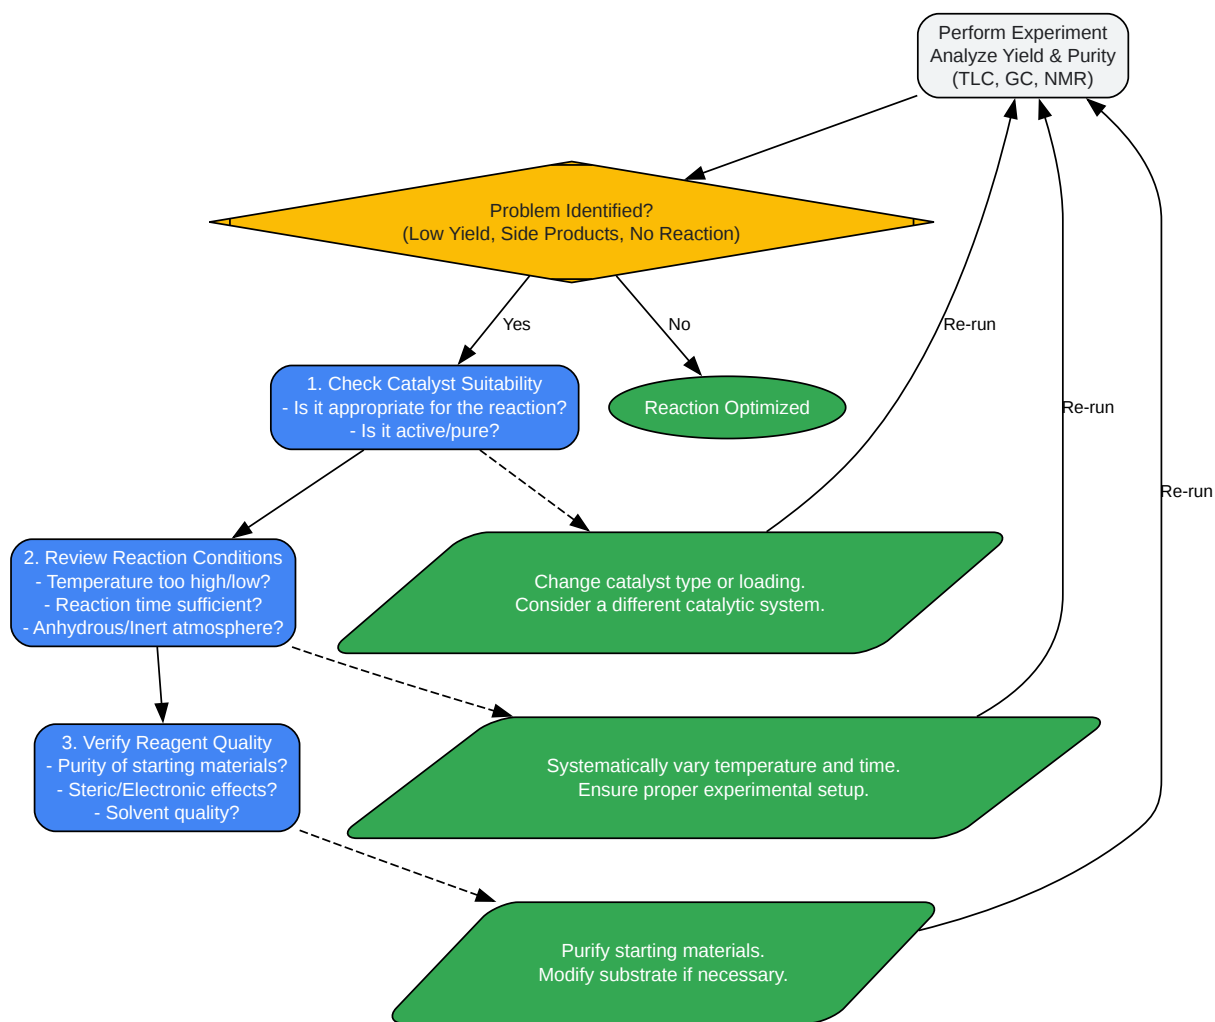 Perform Experiment
Analyze Yield & Purity
(TLC, GC, NMR)
Problem Identified?
(Low Yield, Side Products, No Reaction)
Yes
No
Re-run
1. Check Catalyst Suitability
- Is it appropriate for the reaction?
- Is it active/pure?
Reaction Optimized
Re-run
Re-run
2. Review Reaction Conditions
- Temperature too high/low?
- Reaction time sufficient?
- Anhydrous/Inert atmosphere?
Change catalyst type or loading.
Consider a different catalytic system.
3. Verify Reagent Quality
- Purity of starting materials?
- Steric/Electronic effects?
- Solvent quality?
Systematically vary temperature and time.
Ensure proper experimental setup.
Purify starting materials.
Modify substrate if necessary.